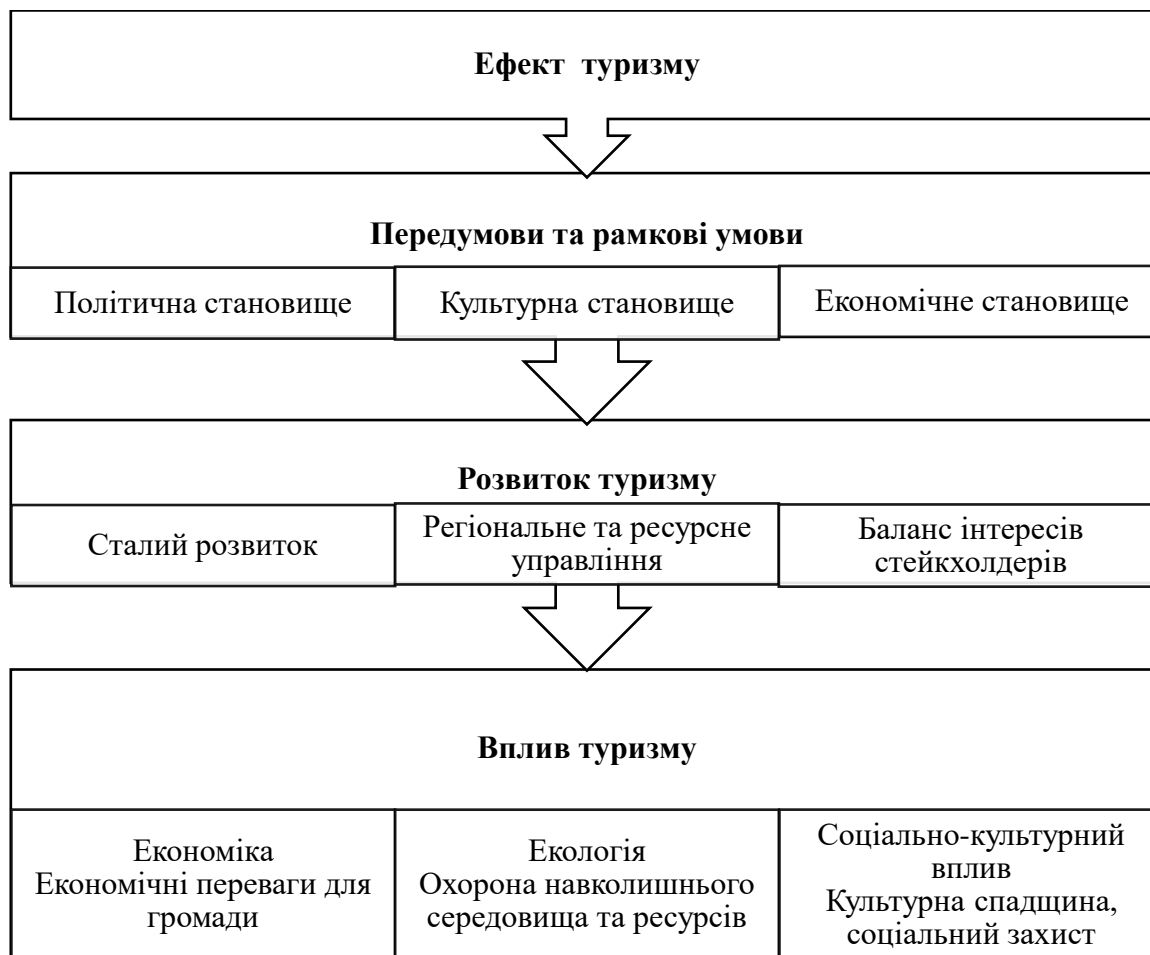 Ефект туризму
Передумови та рамкові умови
Політична становище
Культурна становище
Економічне становище
Розвиток туризму
Сталий розвиток
Регіональне та ресурсне
управління
Баланс інтересів
стейкхолдерів
Вплив туризму
Економіка
Економічні переваги для
громади
Екологія
Охорона навколишнього
середовища та ресурсів
Соціально-культурний
вплив
Культурна спадщина,
соціальний захист